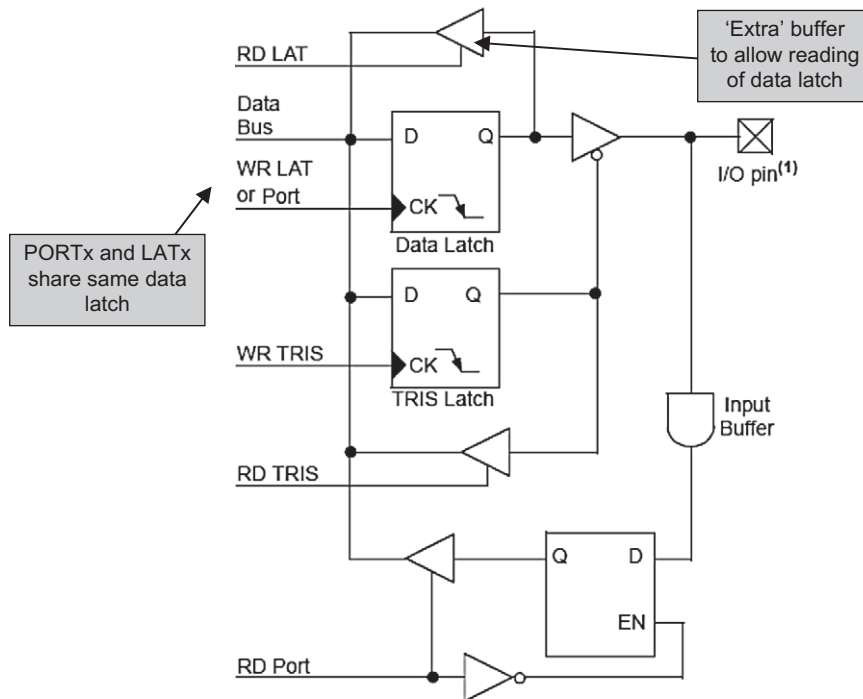 ‘Extra’ buffer
to allow reading
of data latch
RD LAT
Data
Bus
D
Q
WR LAT
or Port
CK
Data Latch
I/O pin(1)
PORTx and LATx
share same data
latch
D
Q
WR TRIS
CK
TRIS Latch
Input
Buffer
RD TRIS
Q
D
EN
RD Port